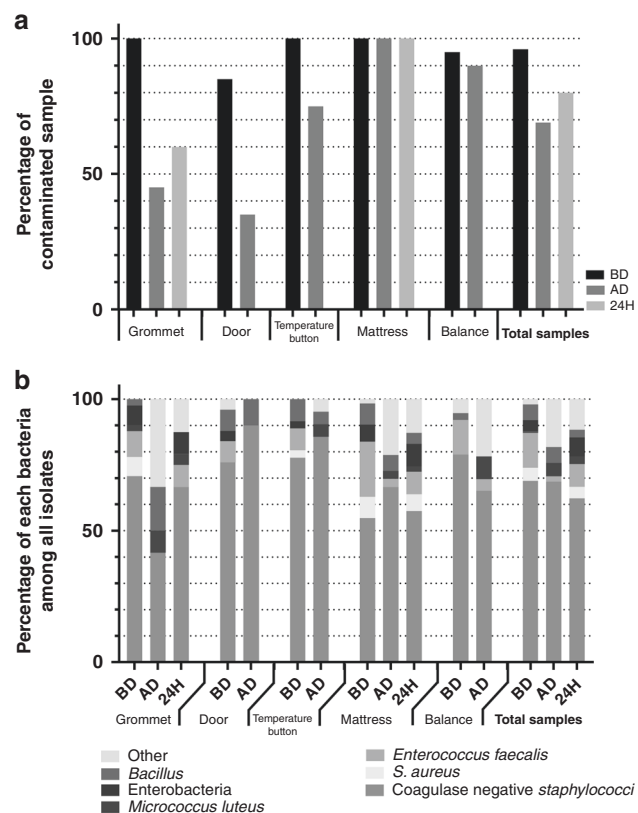 a
Percentage of
contaminated sample
100
50
0
BD
AD
24H
Grommet
Door
Temperature
button
Mattress
Balance
Total samples
b
Percentage of each bacteria
among all isolates
100
50
0
BD AD 24H BD AD BD AD BD AD 24H BD AD BD AD 24H
Grommet
Door
Temperature
button
Mattress
Balance
Total samples
Other
Bacillus
Enterobacteria
Micrococcus luteus
Enterococcus faecalis
S. aureus
Coagulase negative staphylococci